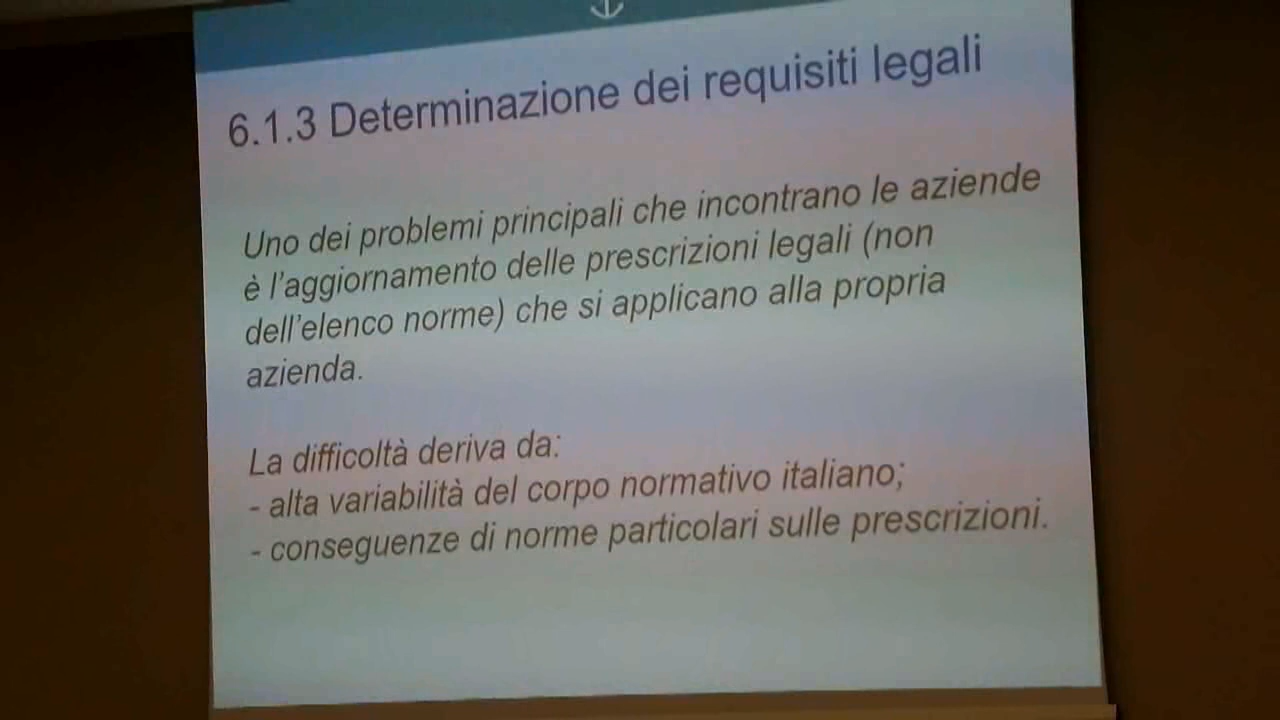 6.1.3 Determinazione dei requisiti legali
Uno dei problemi principali che incontrano le aziende
è l'aggiornamento delle prescrizioni legali (non
dell'elenco norme) che si applicano alla propria
azienda.
La difficoltà deriva da:
- alta variabilità del corpo normativo italiano;
- conseguenze di norme particolari sulle prescrizioni.